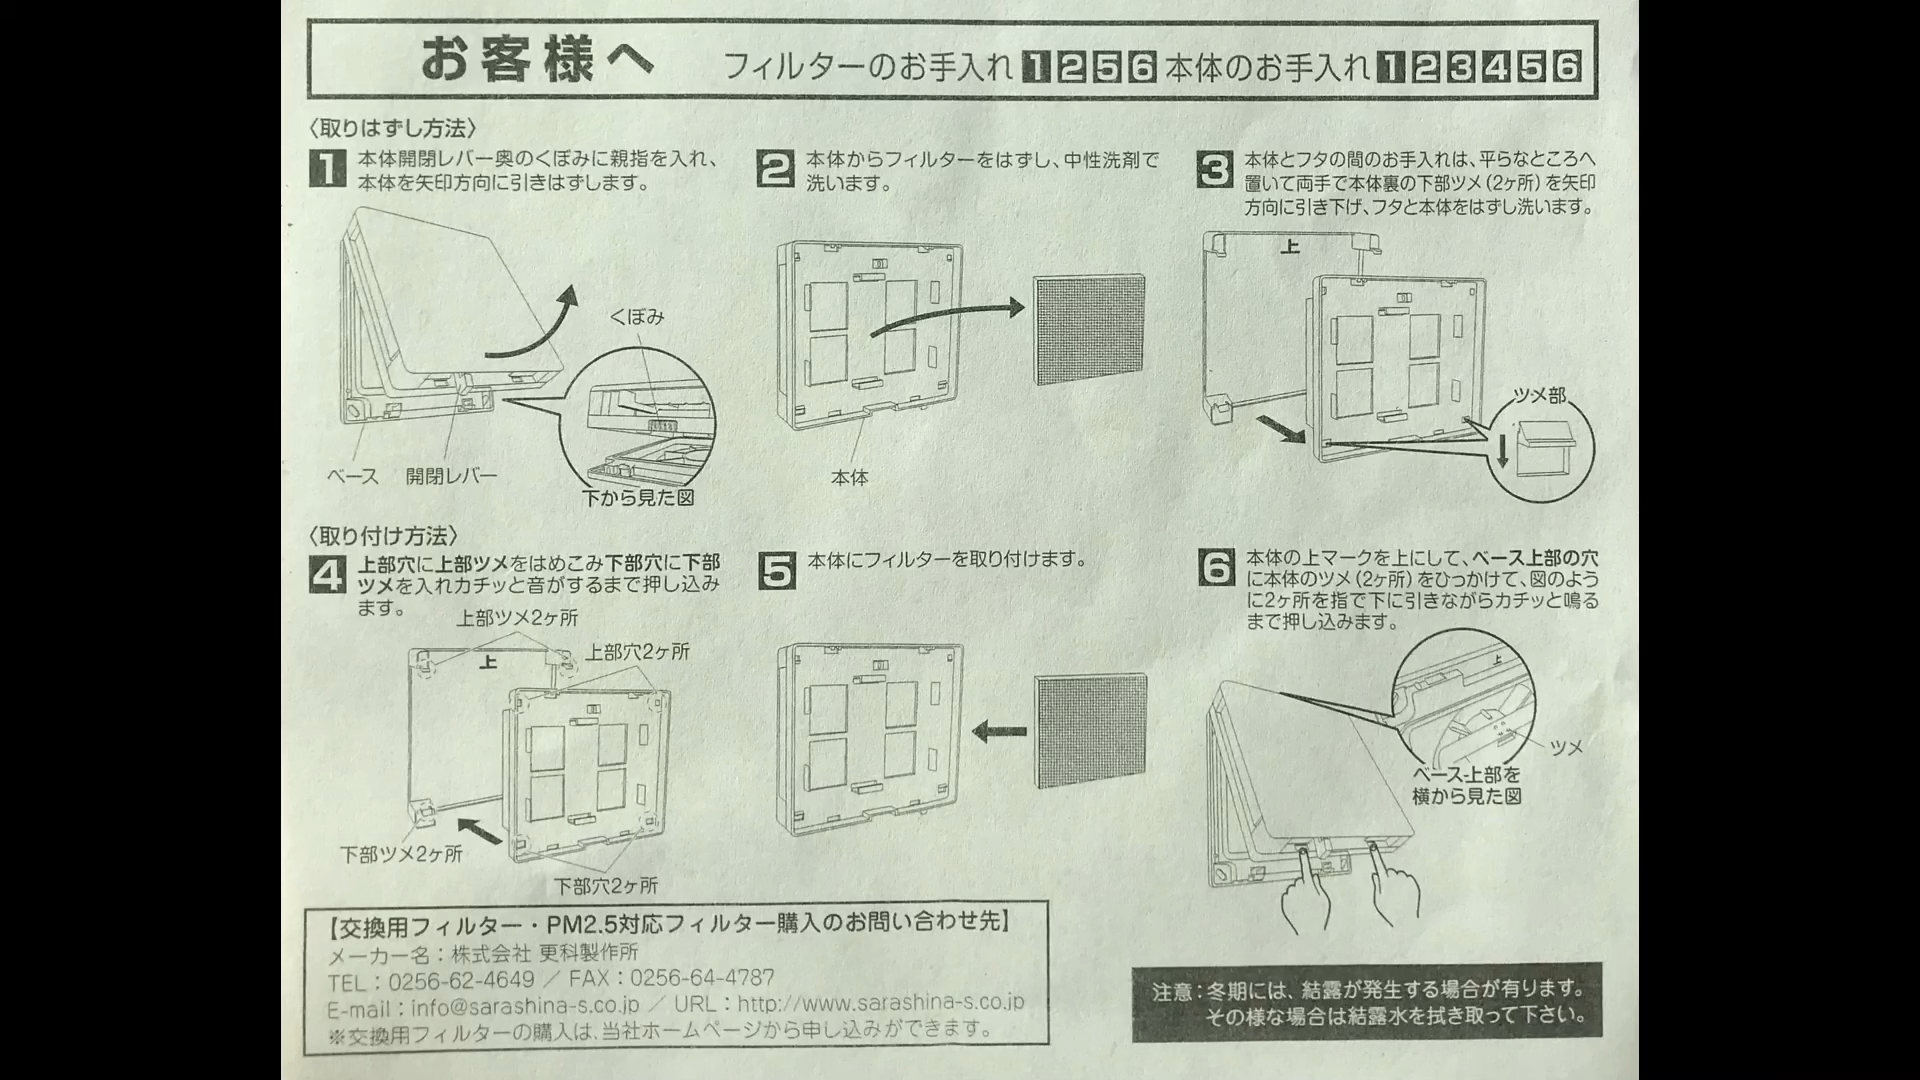 お客様へ フィルターのお手入れ1256本体のお手入れ123456
〈取りはずし方法〉
1 本体開閉レバー奥のくぼみに親指を入れ、
本体を矢印方向に引きはずします。
くぼみ
ベース 開閉レバー
下から見た図
2 本体からフィルターをはずし、中性洗剤で
洗います。
本体
3 本体とフタの間のお手入れは、平らなところへ
置いて両手で本体裏の下部ツメ(2ヶ所)を矢印
方向に引き下げ、フタと本体をはずし洗います。
上
ツメ部
〈取り付け方法〉
4 上部穴に上部ツメをはめこみ下部穴に下部
ツメを入れカチッと音がするまで押し込み
ます。
上部ツメ2ヶ所
上部穴2ヶ所
上
下部ツメ2ヶ所
下部穴2ヶ所
5 本体にフィルターを取り付けます。
6 本体の上マークを上にして、ベース上部の穴
に本体のツメ(2ヶ所)をひっかけて、図のよう
に2ヶ所を指で下に引きながらカチッと鳴る
まで押し込みます。
上
ツメ
ベース上部を
横から見た図
【交換用フィルター・PM2.5対応フィルター購入のお問い合わせ先】
メーカー名：株式会社 更科製作所
TEL：0256-62-4649 ／ FAX：0256-64-4787
E-mail：info@sarashina-s.co.jp ／ URL：http://www.sarashina-s.co.jp
※交換用フィルターの購入は、当社ホームページから申し込みができます。
注意：冬期には、結露が発生する場合が有ります。
その様な場合は結露水を拭き取って下さい。